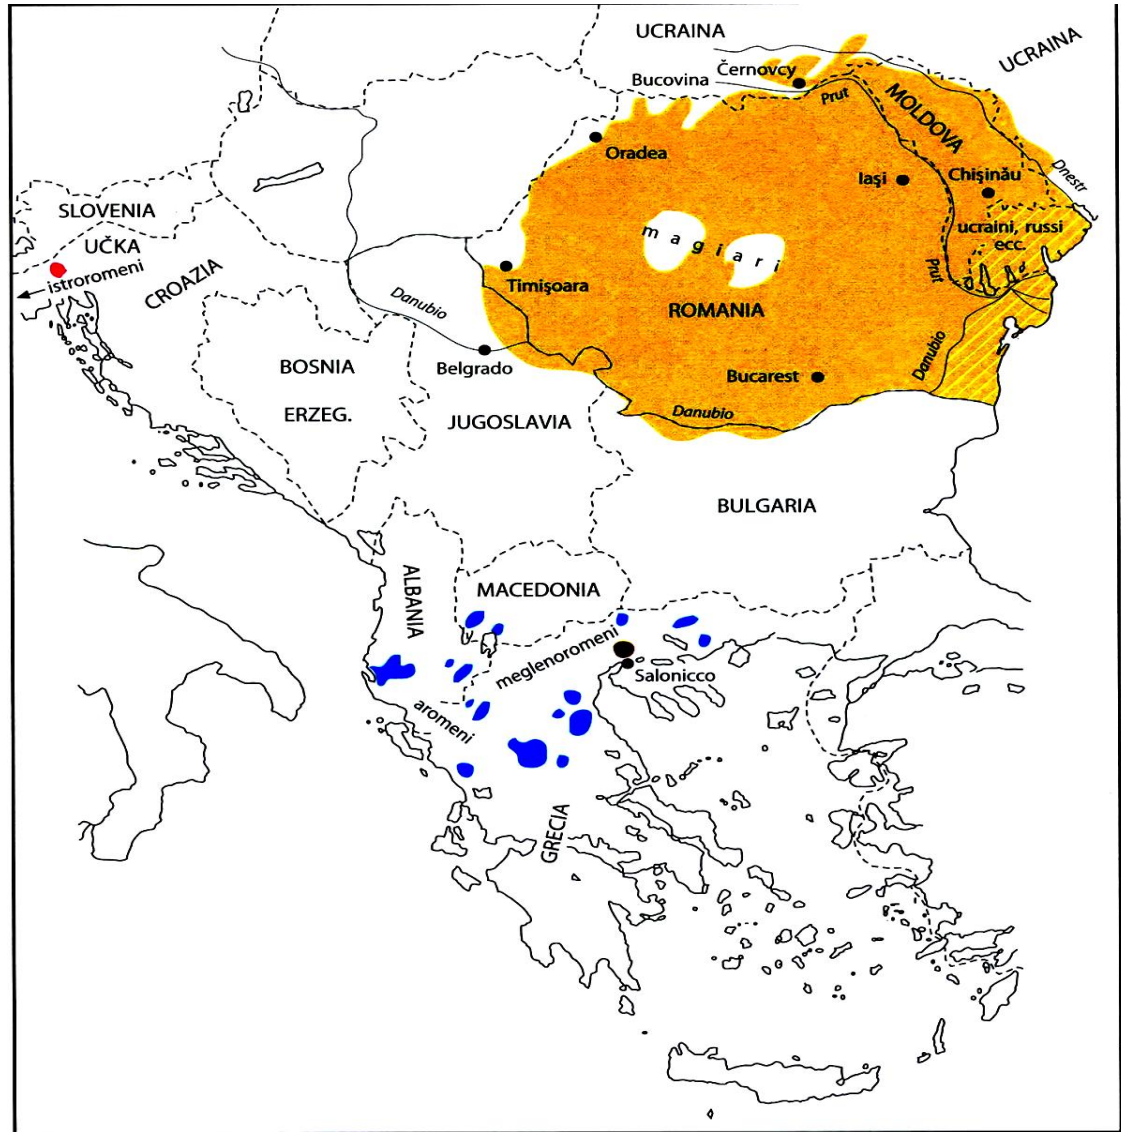 UCRAINA
UCRAINA
Bucovina
Černovcy
Prut
MOLDOVA
Oradea
Iaşi
Chişinău
Dnestr
SLOVENIA
UČKA
istroromeni
CROAZIA
magiari
ucraini, russi
ecc.
Timişoara
Prut
Danubio
ROMANIA
Belgrado
BOSNIA
ERZEG.
Bucarest
Danubio
Danubio
JUGOSLAVIA
BULGARIA
ALBANIA
MACEDONIA
meglenoromeni
Salonicco
aromeni
GRECIA